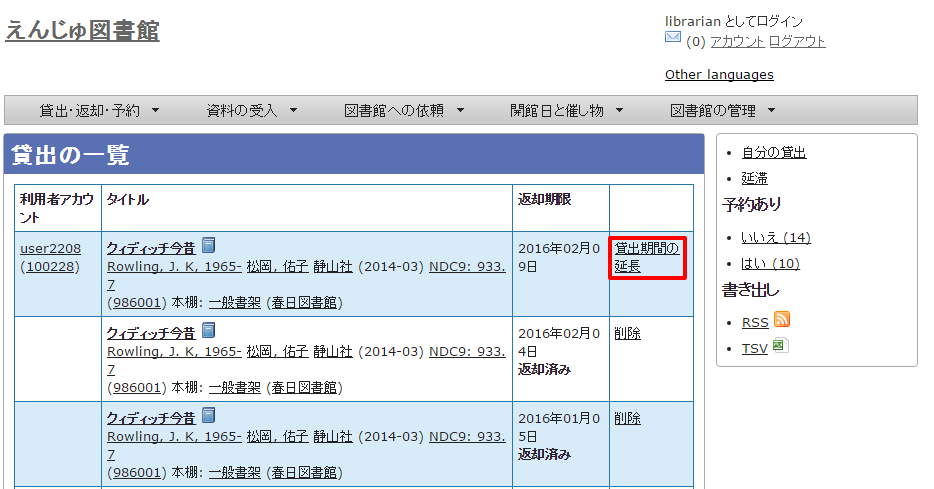 えんじゅ図書館
librarian としてログイン
(0) アカウント ログアウト
Other languages
貸出・返却・予約 ▼ 資料の受入 ▼ 図書館への依頼 ▼ 開館日と催し物 ▼ 図書館の管理 ▼
貸出の一覧
利用者アカウ
ント
タイトル
返却期限
user2208
(100228)
クィディッチ今昔
Rowling, J. K, 1965- 松岡, 佑子 静山社 (2014-03) NDC9: 933.
7
(986001) 本棚: 一般書架 (春日図書館)
2016年02月0
9日
貸出期間の
延長
クィディッチ今昔
Rowling, J. K, 1965- 松岡, 佑子 静山社 (2014-03) NDC9: 933.
7
(986001) 本棚: 一般書架 (春日図書館)
2016年02月0
4日
返却済み
削除
クィディッチ今昔
Rowling, J. K, 1965- 松岡, 佑子 静山社 (2014-03) NDC9: 933.
7
(986001) 本棚: 一般書架 (春日図書館)
2016年01月0
5日
返却済み
削除
• 自分の貸出
• 延滞
予約あり
• いいえ (14)
• はい (10)
書き出し
• RSS
• TSV